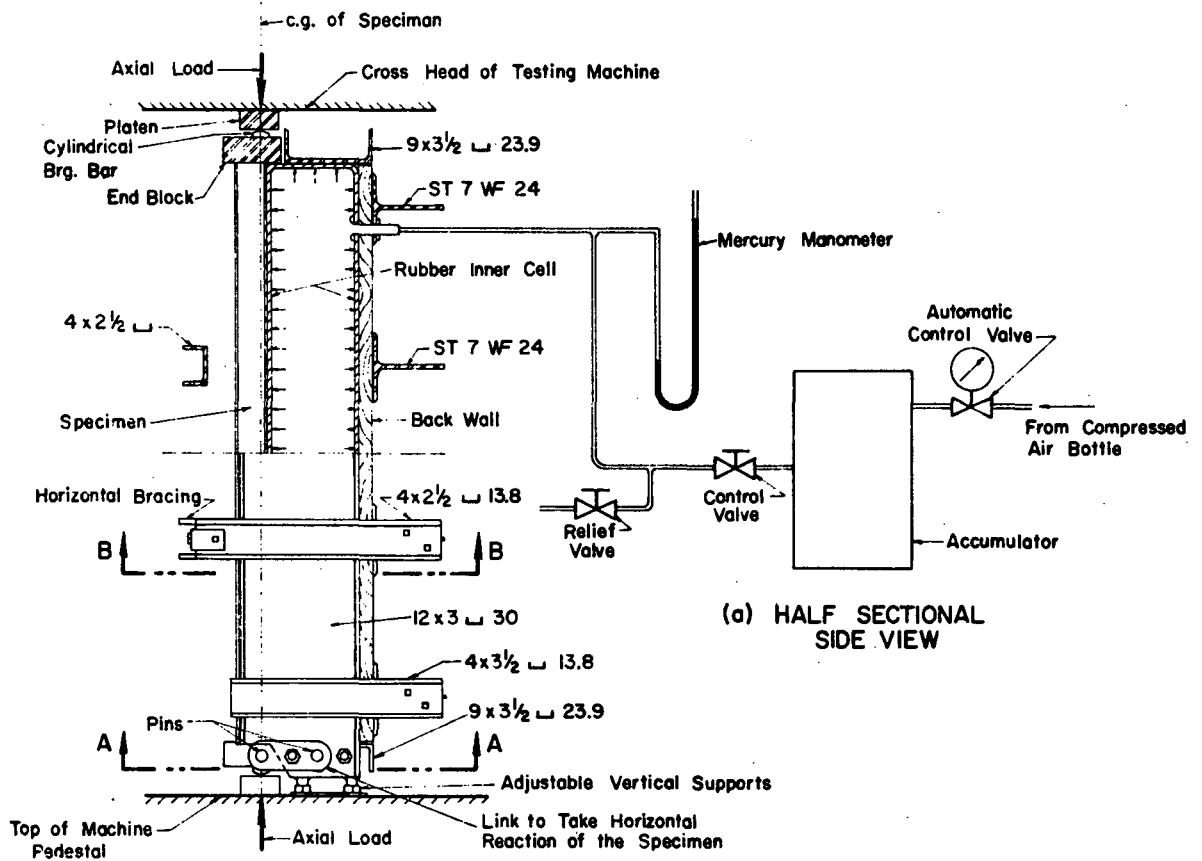 c.g. of Speciman
Axial Load
Cross Head of Testing Machine
Platen
Cylindrical
Brg. Bar
End Block
9 x 3½ ⊔ 23.9
ST 7 WF 24
Mercury Manometer
Rubber Inner Cell
4 x 2½ ⊔
Automatic
Control Valve
ST 7 WF 24
Specimen
Back Wall
From Compressed
Air Bottle
Horizontal Bracing
4 x 2½ ⊔ 13.8
Control
Valve
Relief
Valve
Accumulator
B
B
12 x 3 ⊔ 30
(a) HALF SECTIONAL
SIDE VIEW
4 x 3½ ⊔ 13.8
9 x 3½ ⊔ 23.9
Pins
A
A
Adjustable Vertical Supports
Top of Machine
Pedestal
Axial Load
Link to Take Horizontal
Reaction of the Specimen